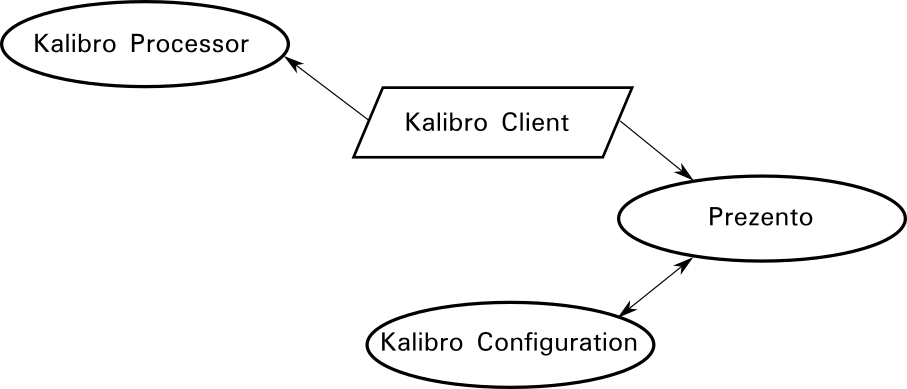 Kalibro Processor
Kalibro Client
Prezento
Kalibro Configuration